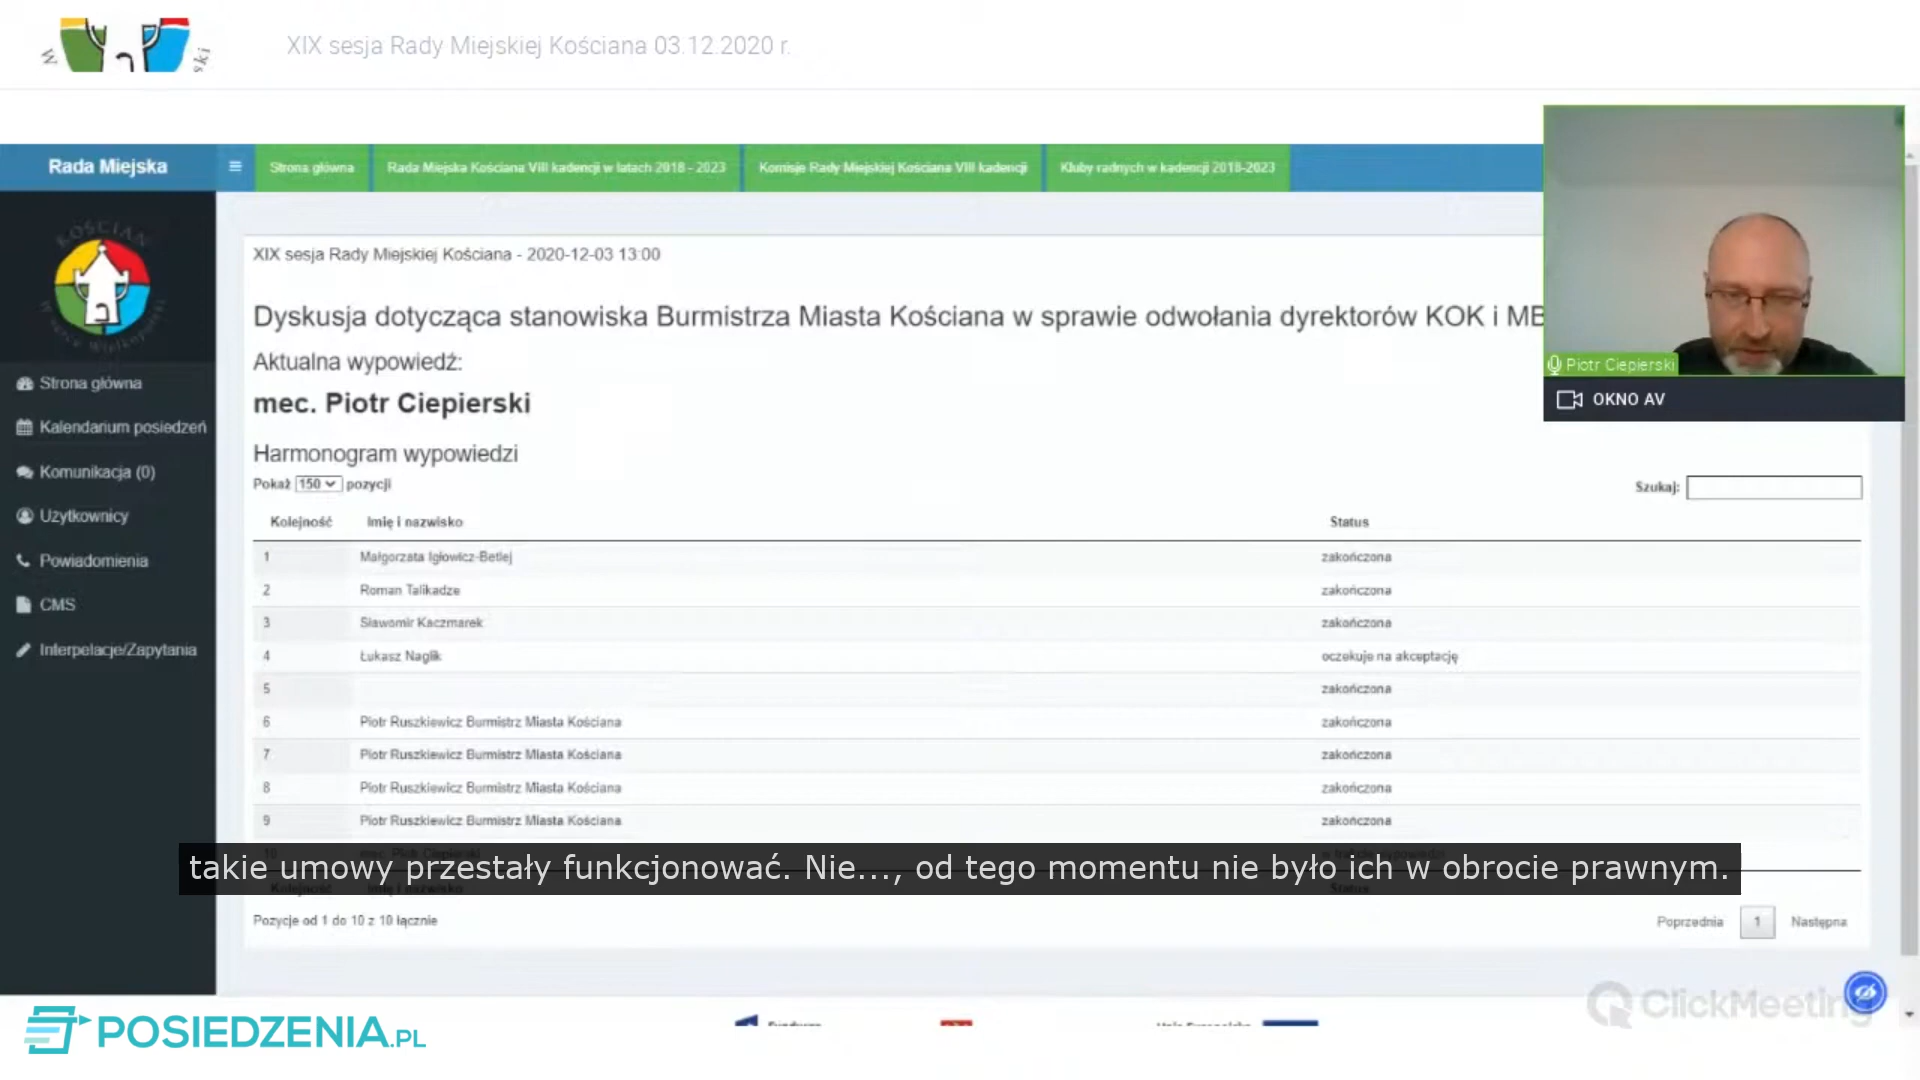 XIX sesja Rady Miejskiej Kościana 03.12.2020 r.
Rada Miejska
Strona główna
Rada Miejska Kościana VIII kadencji w latach 2018 - 2023
Komisje Rady Miejskiej Kościana VIII kadencji
Kluby radnych w kadencji 2018-2023
KOŚCIAN
XIX sesja Rady Miejskiej Kościana - 2020-12-03 13:00
Dyskusja dotycząca stanowiska Burmistrza Miasta Kościana w sprawie odwołania dyrektorów KOK i MB
Aktualna wypowiedź:
mec. Piotr Ciepierski
Piotr Ciepierski
OKNO AV
Strona główna
Kalendarium posiedzeń
Komunikacja (0)
Użytkownicy
Powiadomienia
CMS
Interpelacje/Zapytania
Harmonogram wypowiedzi
Pokaż 150 pozycji
Szukaj:
Kolejność Imię i nazwisko Status
1 Małgorzata Igłowicz-Betlej zakończona
2 Roman Talikadze zakończona
3 Sławomir Kaczmarek zakończona
4 Łukasz Naglik oczekuje na akceptację
5 zakończona
6 Piotr Ruszkiewicz Burmistrz Miasta Kościana zakończona
7 Piotr Ruszkiewicz Burmistrz Miasta Kościana zakończona
8 Piotr Ruszkiewicz Burmistrz Miasta Kościana zakończona
9 Piotr Ruszkiewicz Burmistrz Miasta Kościana zakończona
takie umowy przestały funkcjonować. Nie..., od tego momentu nie było ich w obrocie prawnym.
Kolejność Imię i nazwisko Status
Pozycje od 1 do 10 z 10 łącznie
Poprzednia 1 Następna
ClickMeeting
POSIEDZENIA.PL